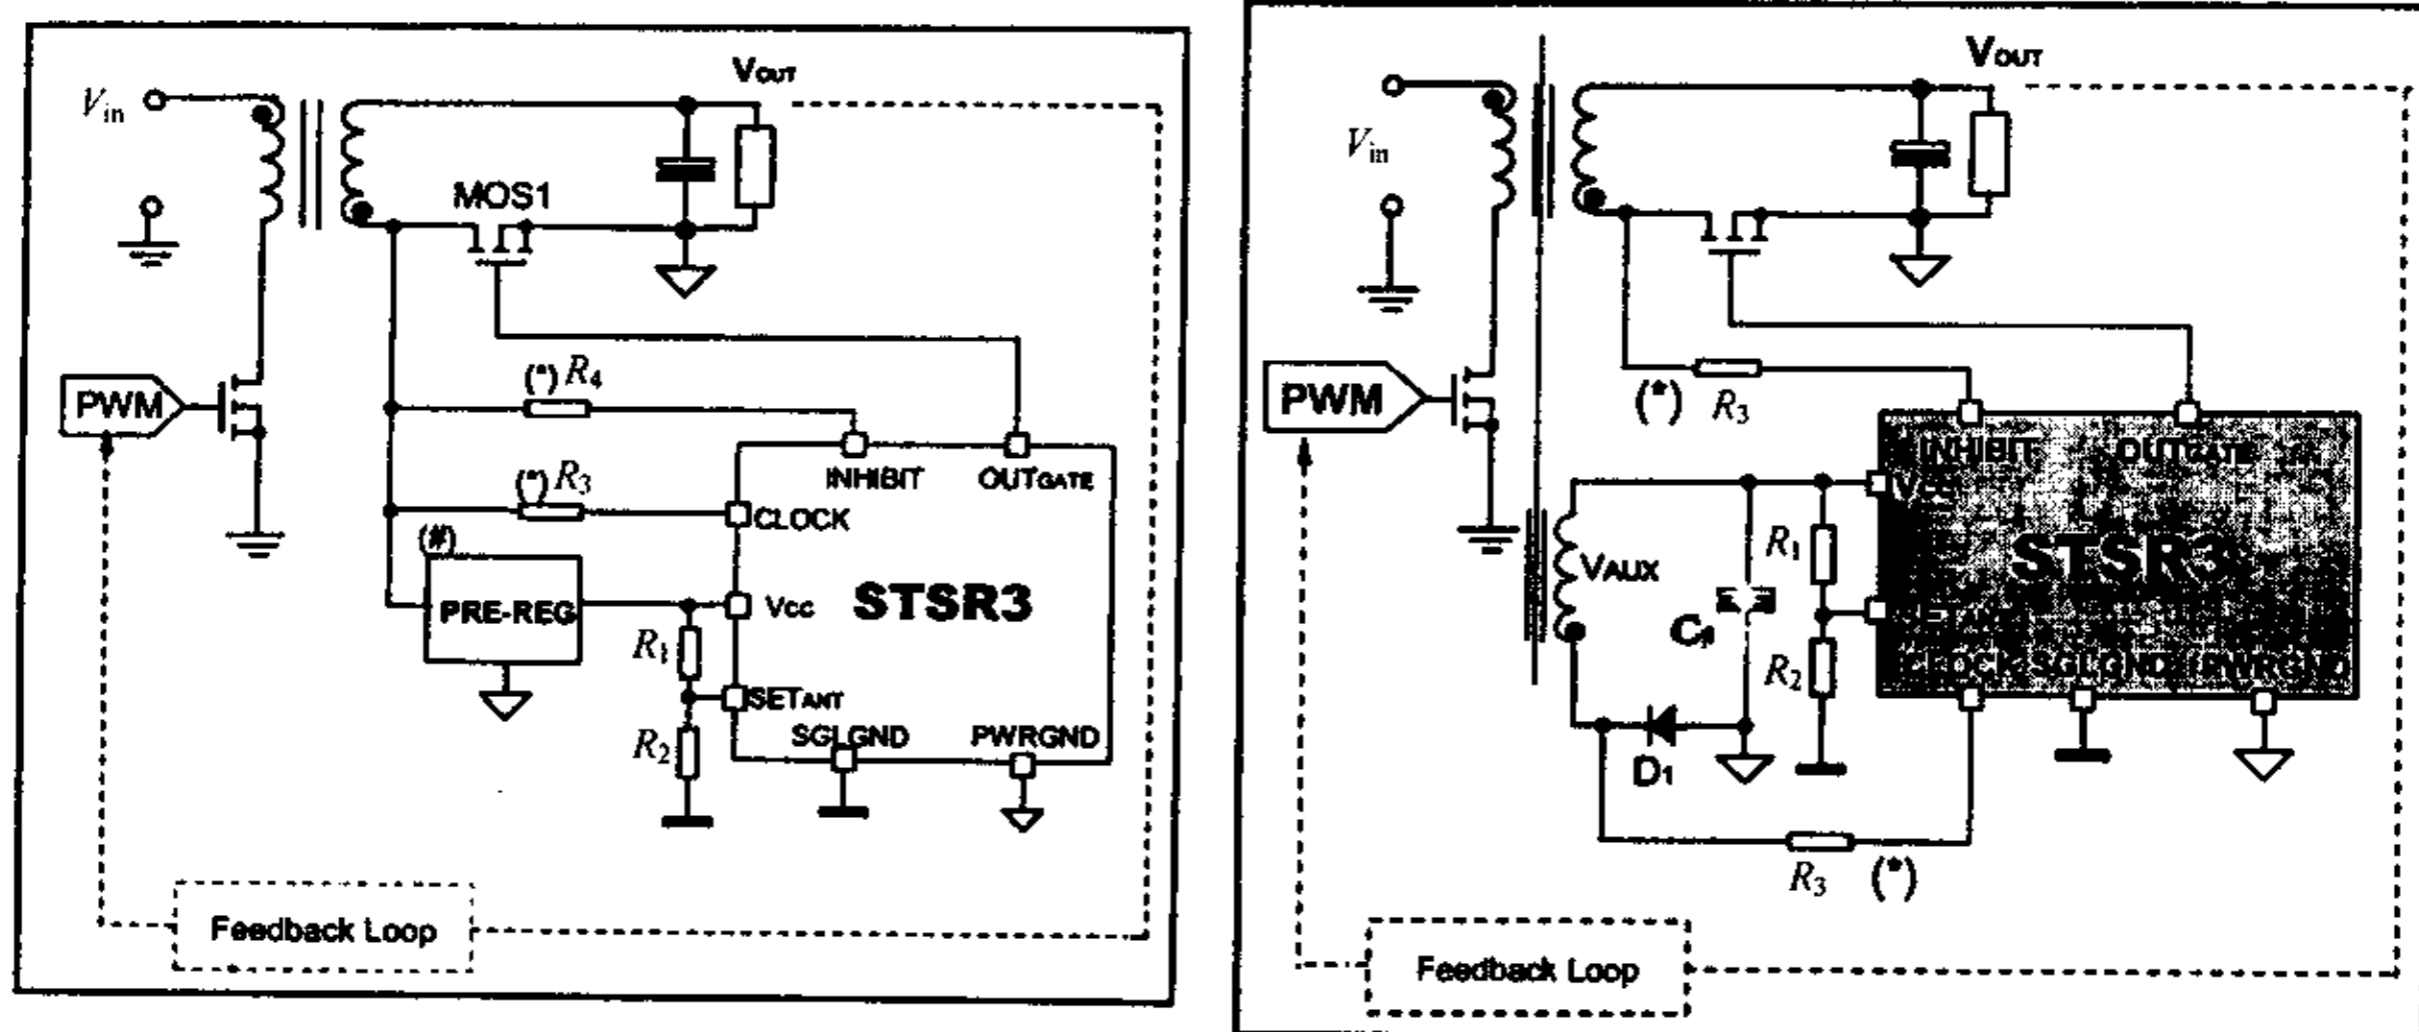 VOUT
Vin
MOS1
PWM
(*) R4
INHIBIT
OUTGATE
(*) R3
CLOCK
(#)
PRE-REG
Vcc
STSR3
R1
SETANT
R2
SGLGND
PWRGND
Feedback Loop
VOUT
Vin
PWM
(*)
R3
INHIBIT
OUTGATE
Vcc
R1
STSR3
VAUX
R2
CLOCK
SGLGND
PWRGND
D1
R3
(*)
Feedback Loop